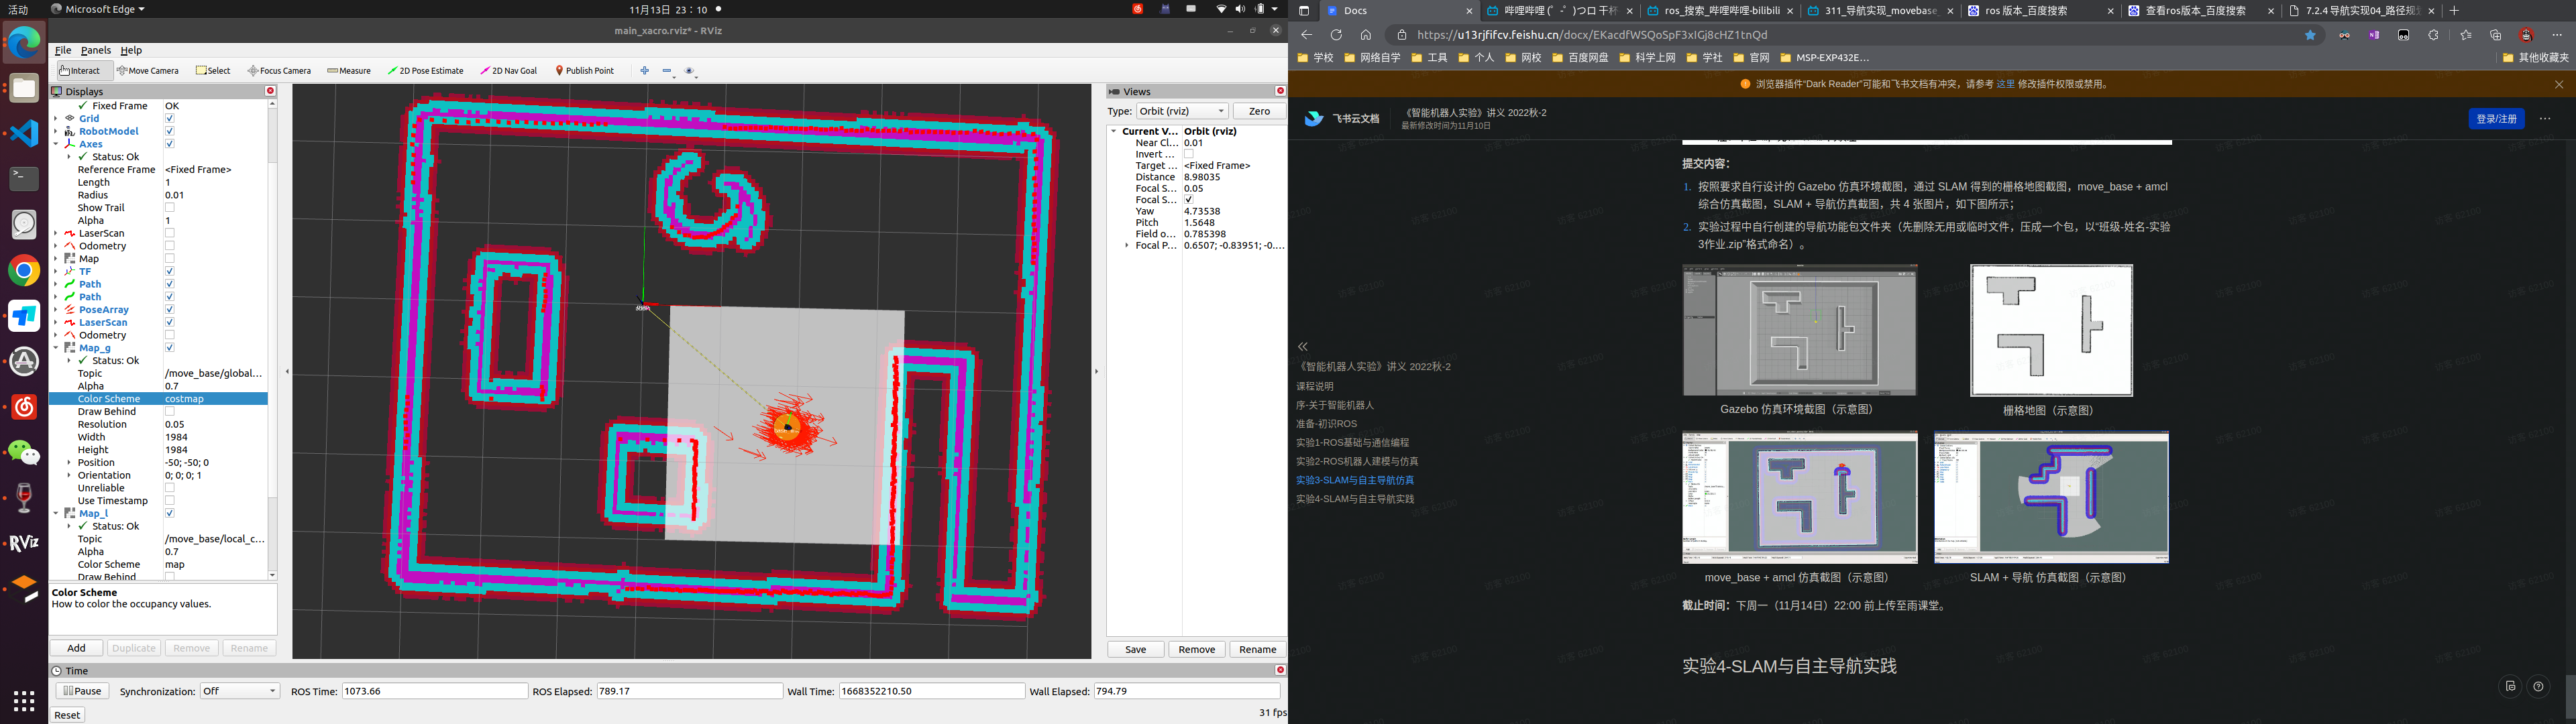 活动
Microsoft Edge
11月13日 23：10
main_xacro.rviz* - RViz
File Panels Help
Interact Move Camera Select Focus Camera Measure 2D Pose Estimate 2D Nav Goal Publish Point
Displays
Fixed Frame OK
Grid
RobotModel
Axes
Status: Ok
Reference Frame <Fixed Frame>
Length 1
Radius 0.01
Show Trail
Alpha 1
LaserScan
Odometry
Map
TF
Path
Path
PoseArray
LaserScan
Odometry
Map_g
Status: Ok
Topic /move_base/global…
Alpha 0.7
Color Scheme costmap
Draw Behind
Resolution 0.05
Width 1984
Height 1984
Position -50; -50; 0
Orientation 0; 0; 0; 1
Unreliable
Use Timestamp
Map_l
Status: Ok
Topic /move_base/local_c…
Alpha 0.7
Color Scheme map
Draw Behind
Color Scheme
How to color the occupancy values.
Add Duplicate Remove Rename
Views
Type: Orbit (rviz) Zero
Current V… Orbit (rviz)
Near Cl… 0.01
Invert …
Target … <Fixed Frame>
Distance 8.98035
Focal S… 0.05
Focal S…
Yaw 4.73538
Pitch 1.5648
Field o… 0.785398
Focal P… 0.6507; -0.83951; -0.…
Save Remove Rename
Time
Pause Synchronization: Off ROS Time: 1073.66 ROS Elapsed: 789.17 Wall Time: 1668352210.50 Wall Elapsed: 794.79
Reset
31 fps
RViz
Docs
哔哩哔哩 (゜-゜)つロ 干杯
ros_搜索_哔哩哔哩-bilibili
311_导航实现_movebase_
ros 版本_百度搜索
查看ros版本_百度搜索
7.2.4 导航实现04_路径规划
https://u13rjfifcv.feishu.cn/docx/EKacdfWSQoSpF3xIGj8cHZ1tnQd
学校 网络自学 工具 个人 网校 百度网盘 科学上网 学社 官网 MSP-EXP432E… 其他收藏夹
浏览器插件“Dark Reader”可能和飞书文档有冲突，请参考 这里 修改插件权限或禁用。
飞书云文档
《智能机器人实验》讲义 2022秋-2
最新修改时间为11月10日
登录/注册
《智能机器人实验》讲义 2022秋-2
课程说明
序-关于智能机器人
准备-初识ROS
实验1-ROS基础与通信编程
实验2-ROS机器人建模与仿真
实验3-SLAM与自主导航仿真
实验4-SLAM与自主导航实践
提交内容：
1. 按照要求自行设计的 Gazebo 仿真环境截图，通过 SLAM 得到的栅格地图截图，move_base + amcl
综合仿真截图，SLAM + 导航仿真截图，共 4 张图片，如下图所示；
2. 实验过程中自行创建的导航功能包文件夹（先删除无用或临时文件，压成一个包，以“班级-姓名-实验
3作业.zip”格式命名）。
Gazebo 仿真环境截图（示意图）
栅格地图（示意图）
move_base + amcl 仿真截图（示意图）
SLAM + 导航 仿真截图（示意图）
截止时间：下周一（11月14日）22:00 前上传至雨课堂。
实验4-SLAM与自主导航实践